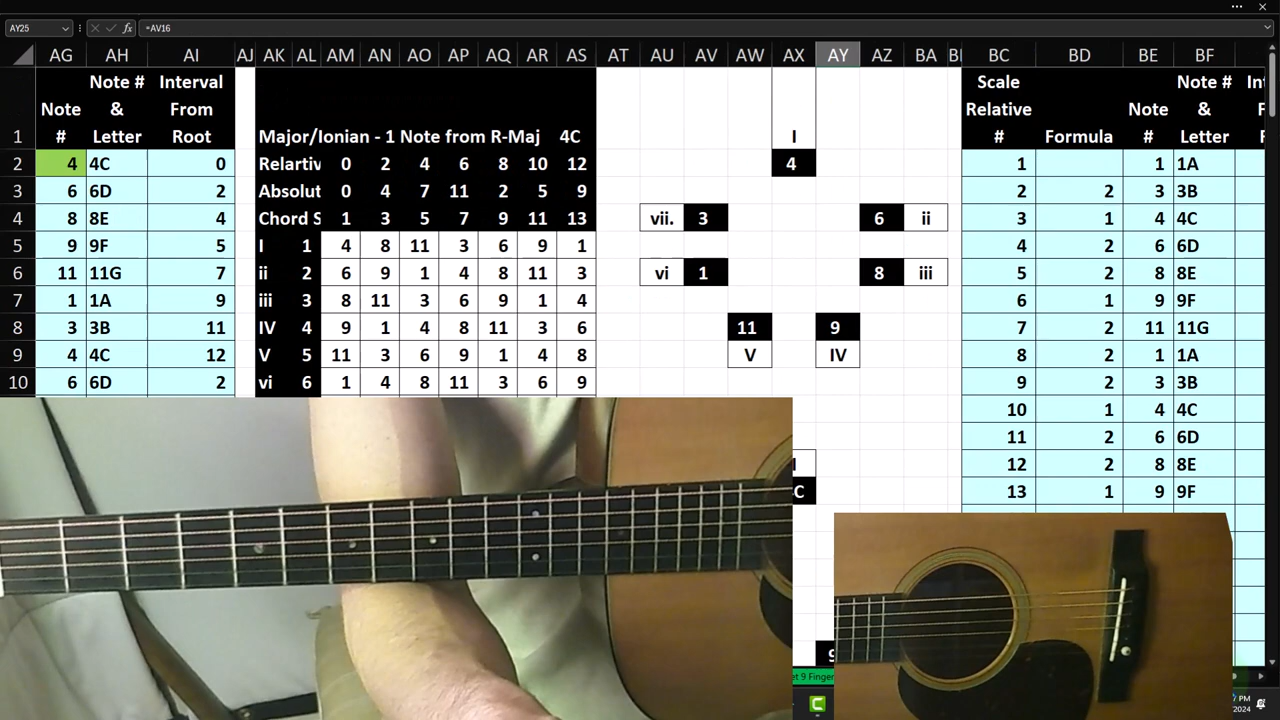 AY25 =AV16
AG AH AI AJ AK AL AM AN AO AP AQ AR AS AT AU AV AW AX AY AZ BA BC BD BE BF
Note # Interval Scale Note #
Note & From Relative Note &
1 # Letter Root Major/Ionian - 1 Note from R-Maj 4C I # Formula # Letter
2 4 4C 0 Relartiv 0 2 4 6 8 10 12 4 1 1 1A
3 6 6D 2 Absolut 0 4 7 11 2 5 9 2 2 3 3B
4 8 8E 4 Chord S 1 3 5 7 9 11 13 vii. 3 6 ii 3 1 4 4C
5 9 9F 5 I 1 4 8 11 3 6 9 1 4 2 6 6D
6 11 11G 7 ii 2 6 9 1 4 8 11 3 vi 1 8 iii 5 2 8 8E
7 1 1A 9 iii 3 8 11 3 6 9 1 4 6 1 9 9F
8 3 3B 11 IV 4 9 1 4 8 11 3 6 11 9 7 2 11 11G
9 4 4C 12 V 5 11 3 6 9 1 4 8 V IV 8 2 1 1A
10 6 6D 2 vi 6 1 4 8 11 3 6 9 9 2 3 3B
10 1 4 4C
11 2 6 6D
12 2 8 8E
13 1 9 9F